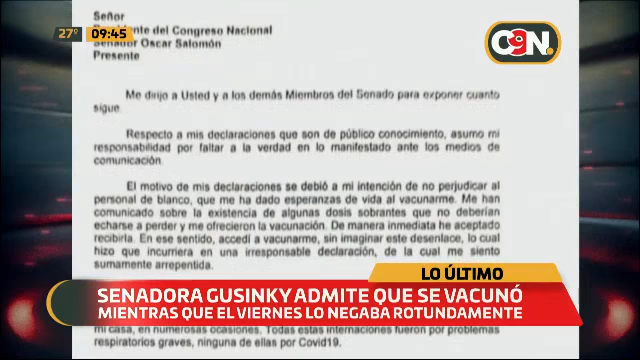 27º 09:45
C9N.
Señor
Presidente del Congreso Nacional
Senador Oscar Salomón
Presente
Me dirijo a Usted y a los demás Miembros del Senado para exponer cuanto
sigue.
Respecto a mis declaraciones que son de público conocimiento, asumo mi
responsabilidad por faltar a la verdad en lo manifestado ante los medios de
comunicación.
El motivo de mis declaraciones se debió a mi intención de no perjudicar al
personal de blanco, que me ha dado esperanzas de vida al vacunarme. Me han
comunicado sobre la existencia de algunas dosis sobrantes que no deberían
echarse a perder y me ofrecieron la vacunación. De manera inmediata he aceptado
recibirla. En ese sentido, accedí a vacunarme, sin imaginar este desenlace, lo cual
hizo que incurriera en una irresponsable declaración, de la cual me siento
sumamente arrepentida.
LO ÚLTIMO
SENADORA GUSINKY ADMITE QUE SE VACUNÓ
MIENTRAS QUE EL VIERNES LO NEGABA ROTUNDAMENTE
mi casa, en numerosas ocasiones. Todas estas internaciones fueron por problemas
respiratorios graves, ninguna de ellas por Covid19.